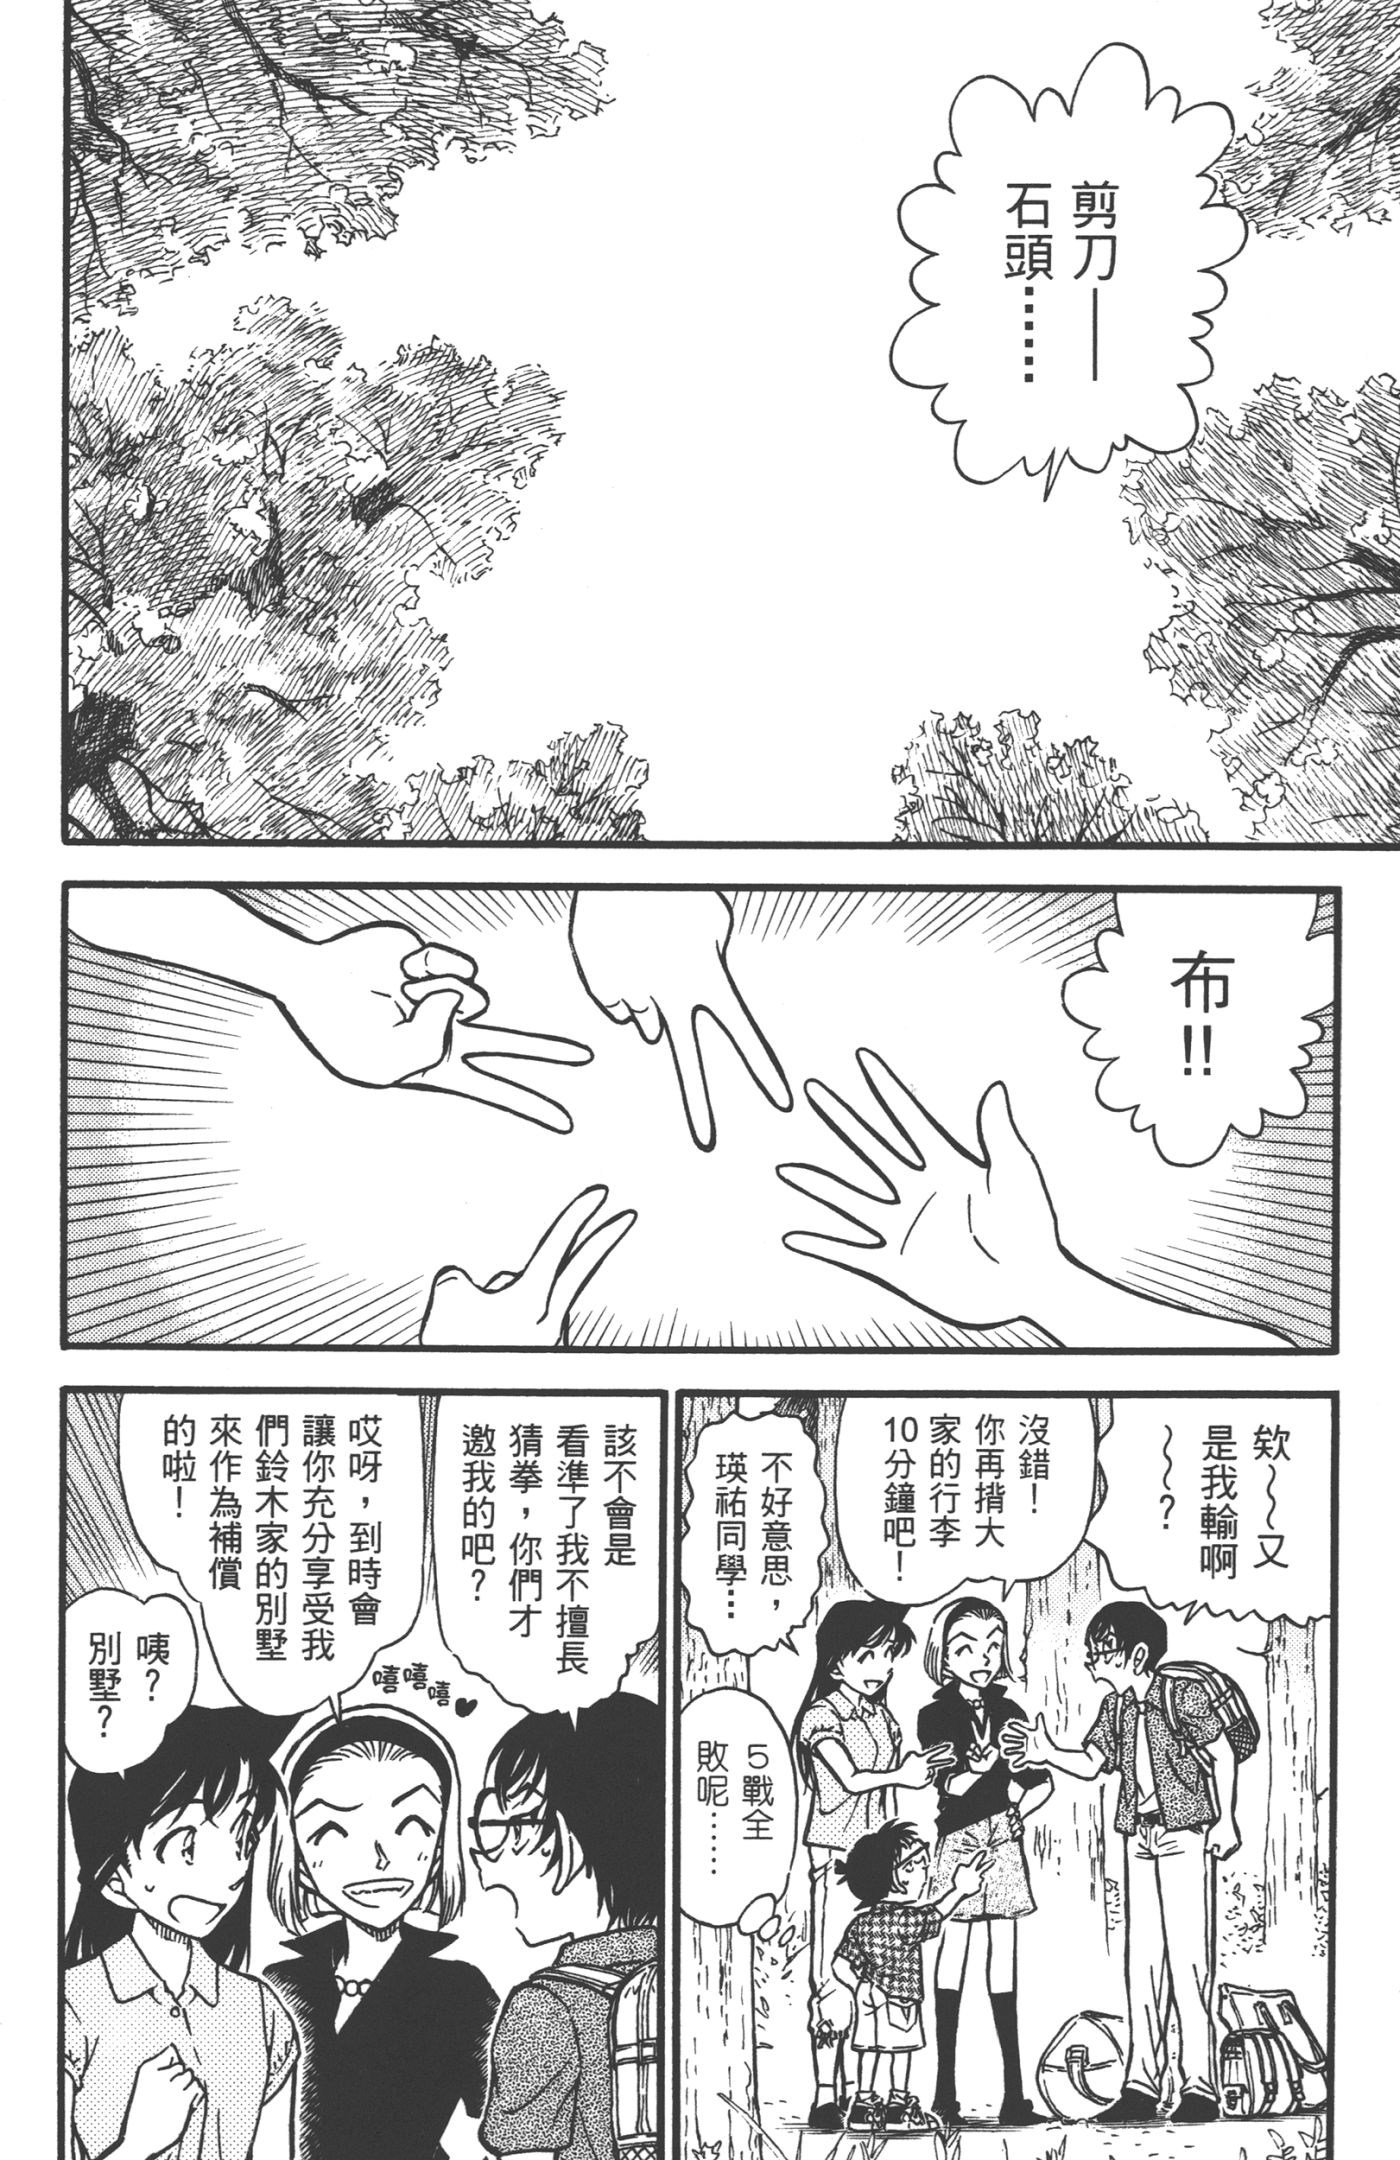 剪刀——
石頭……
布!!
欸～又
是我輸啊
～～?
沒錯！
你再揹大
家的行李
10分鐘吧！
不好意思，
瑛祐同學…
5戰全
敗呢……
該不會是
看準了我不擅長
猜拳，你們才
邀我的吧？
哎呀，到時會
讓你充分享受我
們鈴木家的別墅
來作為補償
的啦！
嘻嘻嘻
咦？
別墅？